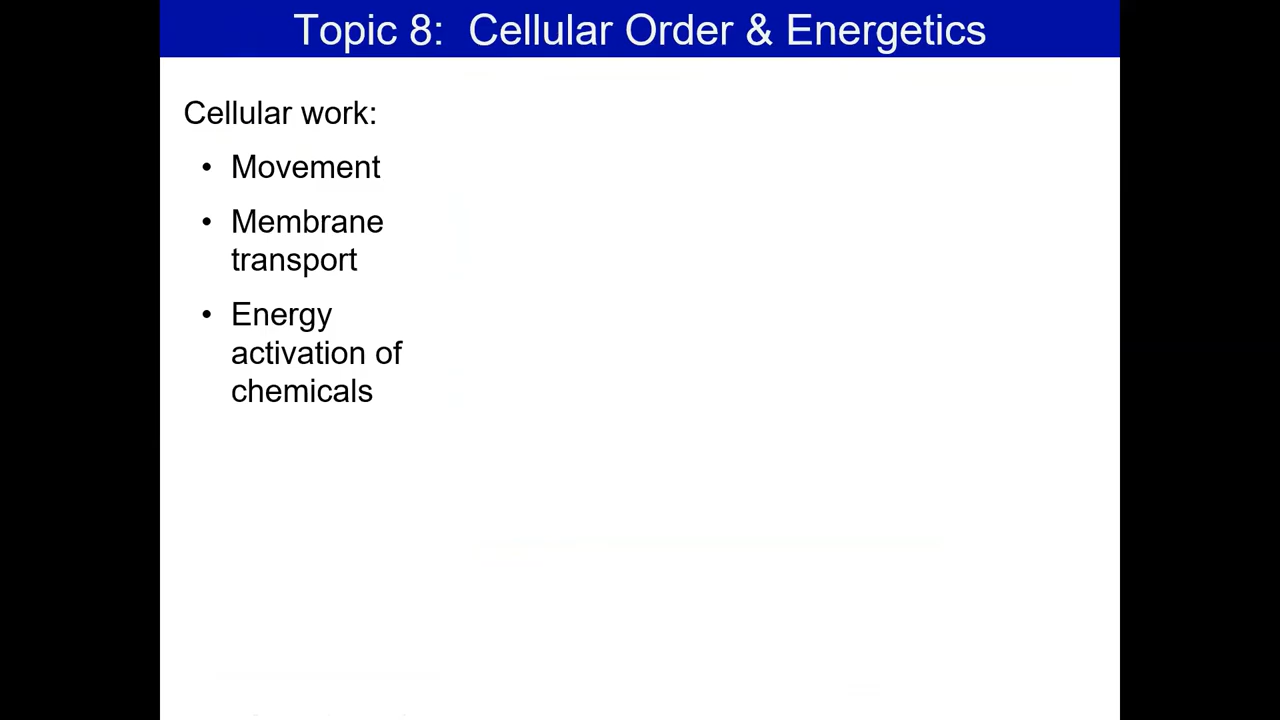 Topic 8:  Cellular Order & Energetics
Cellular work:
• Movement
• Membrane
transport
• Energy
activation of
chemicals